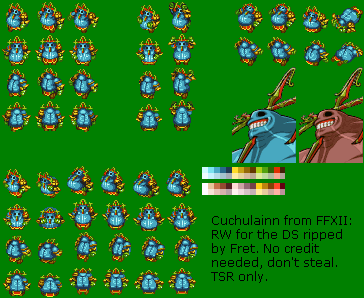 Cuchulainn from FFXII:
RW for the DS ripped
by Fret. No credit
needed, don't steal.
TSR only.